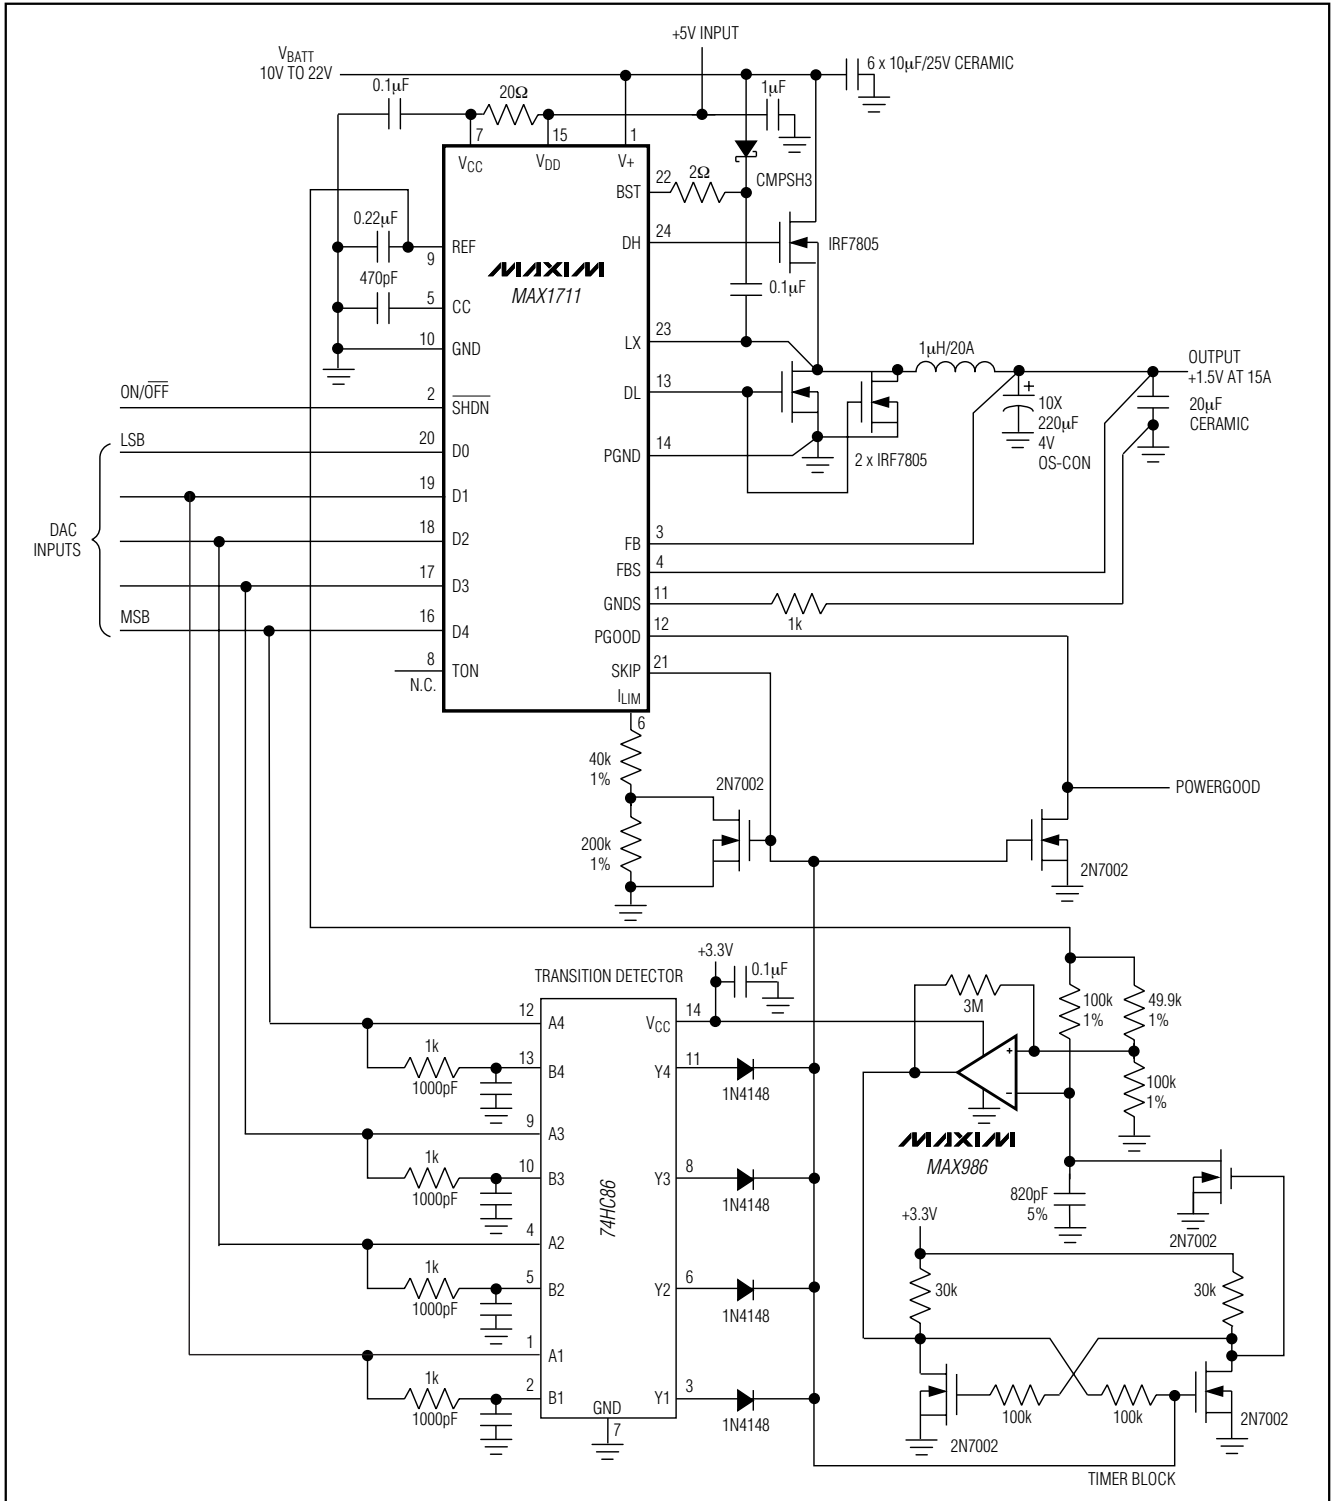 +5V INPUT
VBATT
10V TO 22V
6 x 10μF/25V CERAMIC
0.1μF
20Ω
1μF
7
15
1
VCC
VDD
V+
22
2Ω
BST
CMPSH3
0.22μF
24
DH
IRF7805
REF
9
MAXIM
MAX1711
470pF
0.1μF
5
CC
23
LX
10
GND
1μH/20A
OUTPUT
+1.5V AT 15A
ON/OFF
13
DL
2
SHDN
+
10X
220μF
4V
OS-CON
20μF
CERAMIC
LSB
20
D0
14
PGND
2 x IRF7805
19
D1
DAC
INPUTS
18
D2
3
FB
4
FBS
17
D3
11
GNDS
1k
MSB
16
D4
12
PGOOD
8
TON
N.C.
21
SKIP
ILIM
6
40k
1%
2N7002
POWERGOOD
200k
1%
2N7002
+3.3V
0.1μF
TRANSITION DETECTOR
3M
100k
1%
49.9k
1%
12
A4
VCC
14
+
1k
13
B4
1000pF
Y4
11
1N4148
-
100k
1%
9
A3
MAXIM
MAX986
1k
10
B3
1000pF
Y3
8
1N4148
74HC86
820pF
5%
+3.3V
2N7002
4
A2
1k
5
B2
1000pF
Y2
6
1N4148
30k
30k
1
A1
1k
2
B1
1000pF
Y1
3
1N4148
GND
7
100k
100k
2N7002
2N7002
TIMER BLOCK